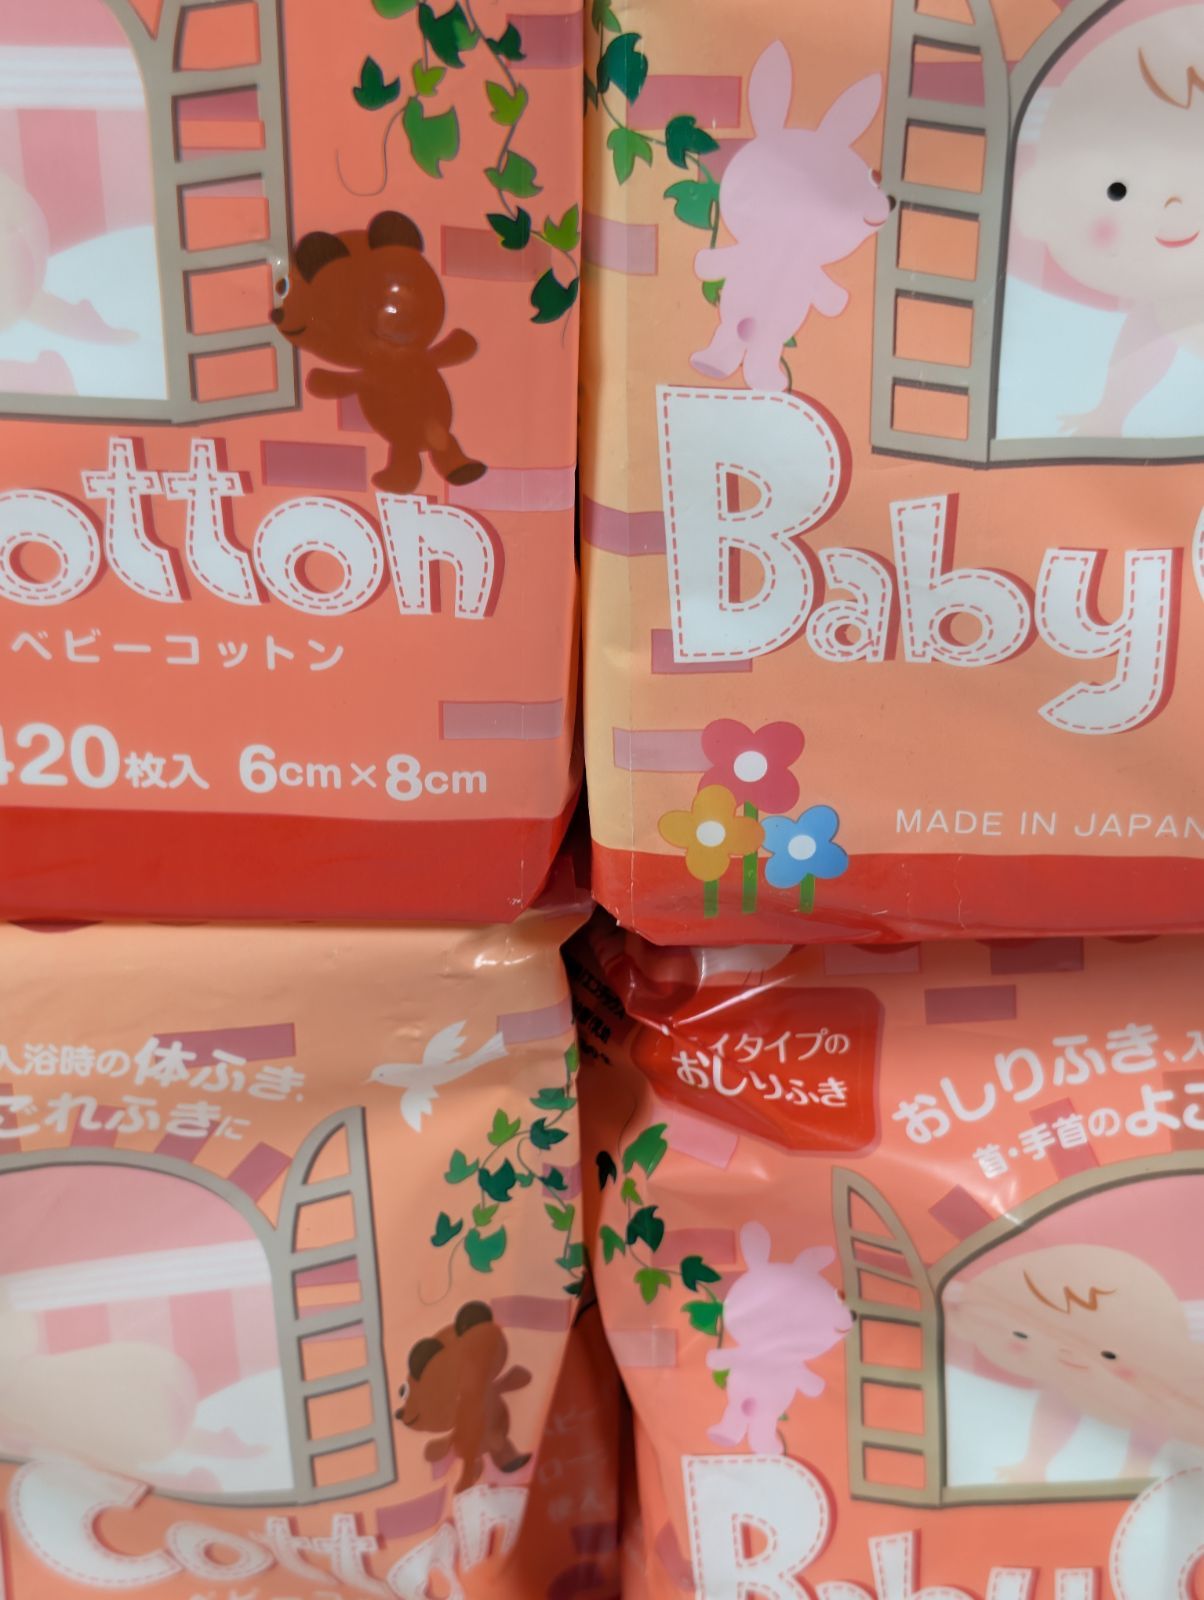 otton
ベビーコットン
420枚入 6cm×8cm
Baby
MADE IN JAPAN
入浴時の体ふき、
ごれふきに
Cotton
イタイプの
おしりふき
おしりふき、入
首・手首のよご
Baby C